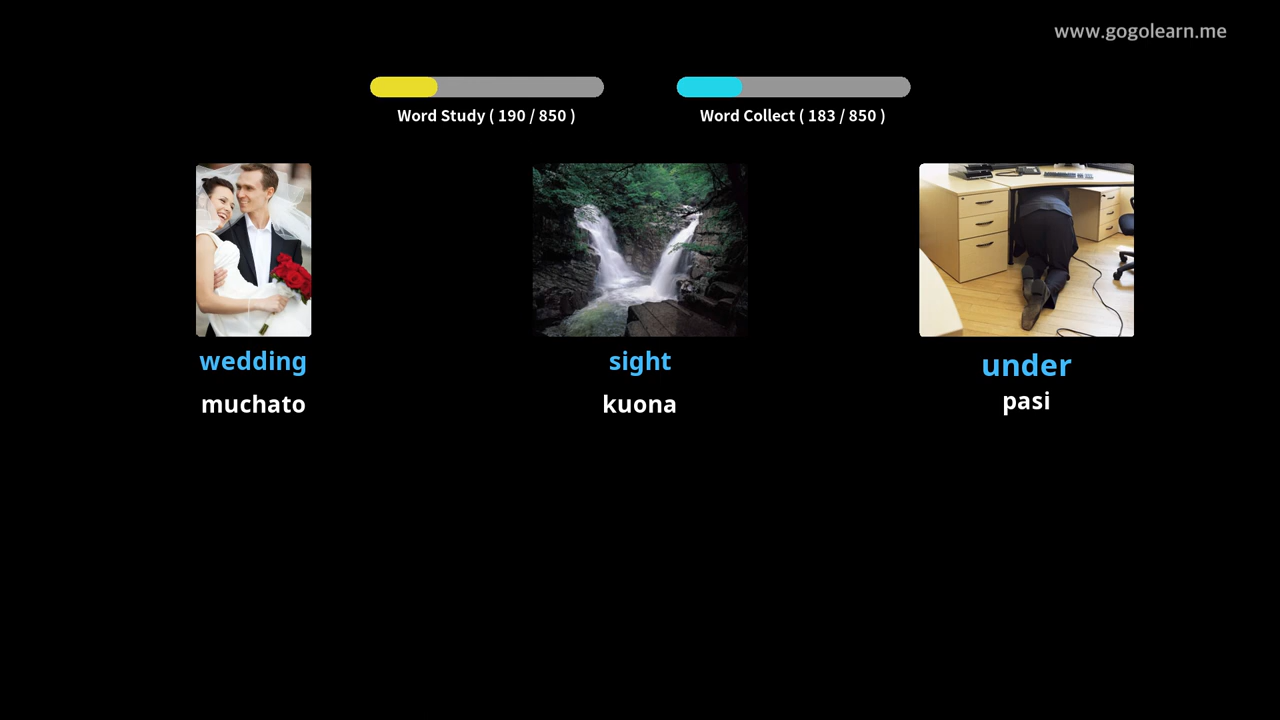 www.gogolearn.me
Word Study ( 190 / 850 )
Word Collect ( 183 / 850 )
wedding
muchato
sight
kuona
under
pasi